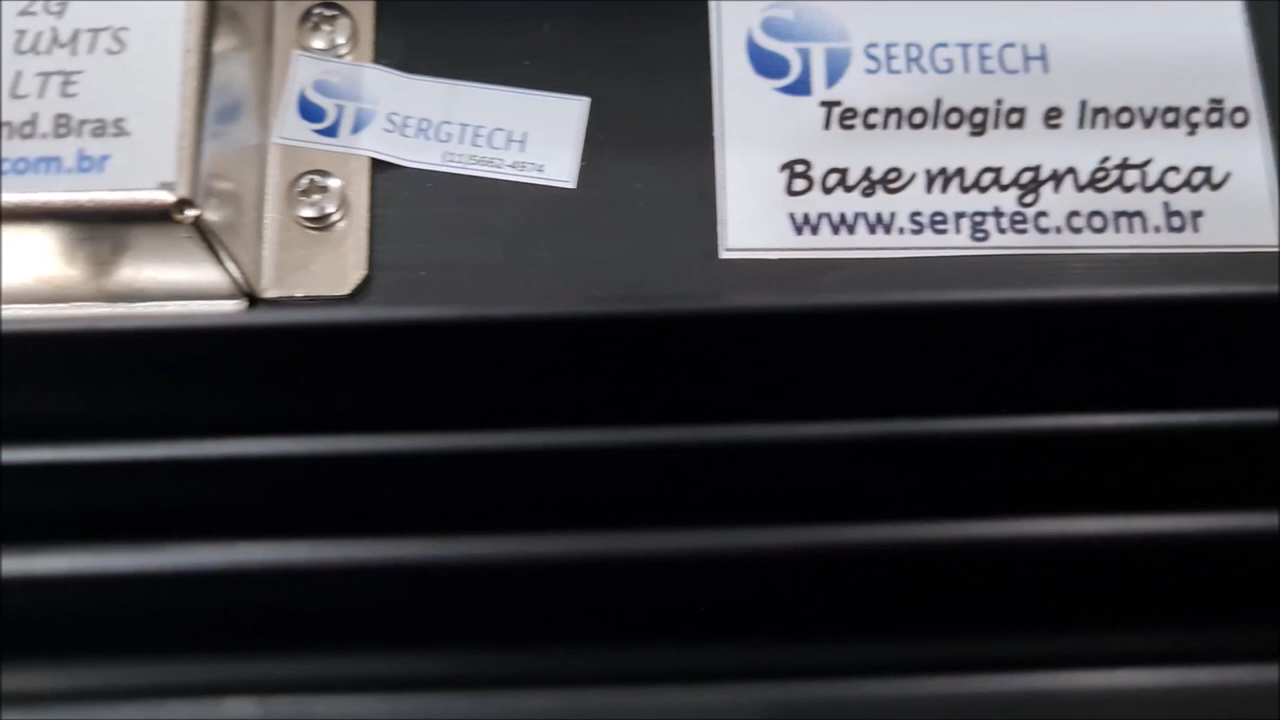 2G
UMTS
LTE
nd.Bras.
com.br
ST SERGTECH
ST SERGTECH
Tecnologia e Inovação
Base magnética
www.sergtec.com.br